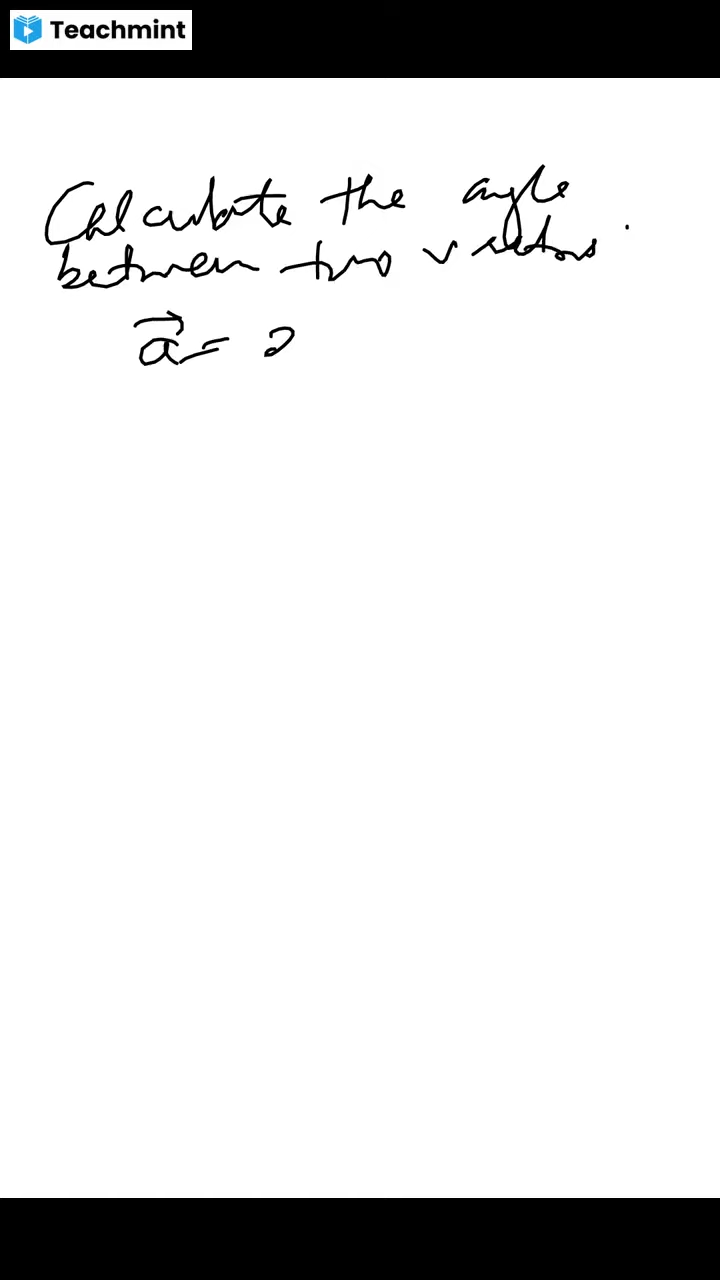 Teachmint
Calculate the angle
between two vectors.
a⃗ = 2